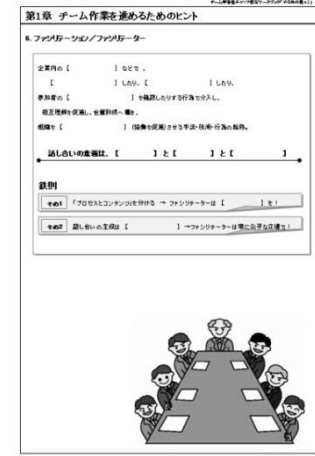 第1章 チーム作業を進めるためのヒント
6. ファシリテーション/ファシリテーター
企業内の【 】などで、
【 】したり、【 】したり、
参加者の【 】を確認したりする行為で介入し、
相互理解を促進し、合意形成へ導き、
組織を【 】(協働を促進)させる手法・技術・行為の総称。
話し合いの意義は、【 】と【 】と【 】
鉄則
その1 「プロセスとコンテンツ」を分ける → ファシリテーターは【 】を!
その2 話し合いの主役は【 】→ファシリテーターは常に公平な立場で!